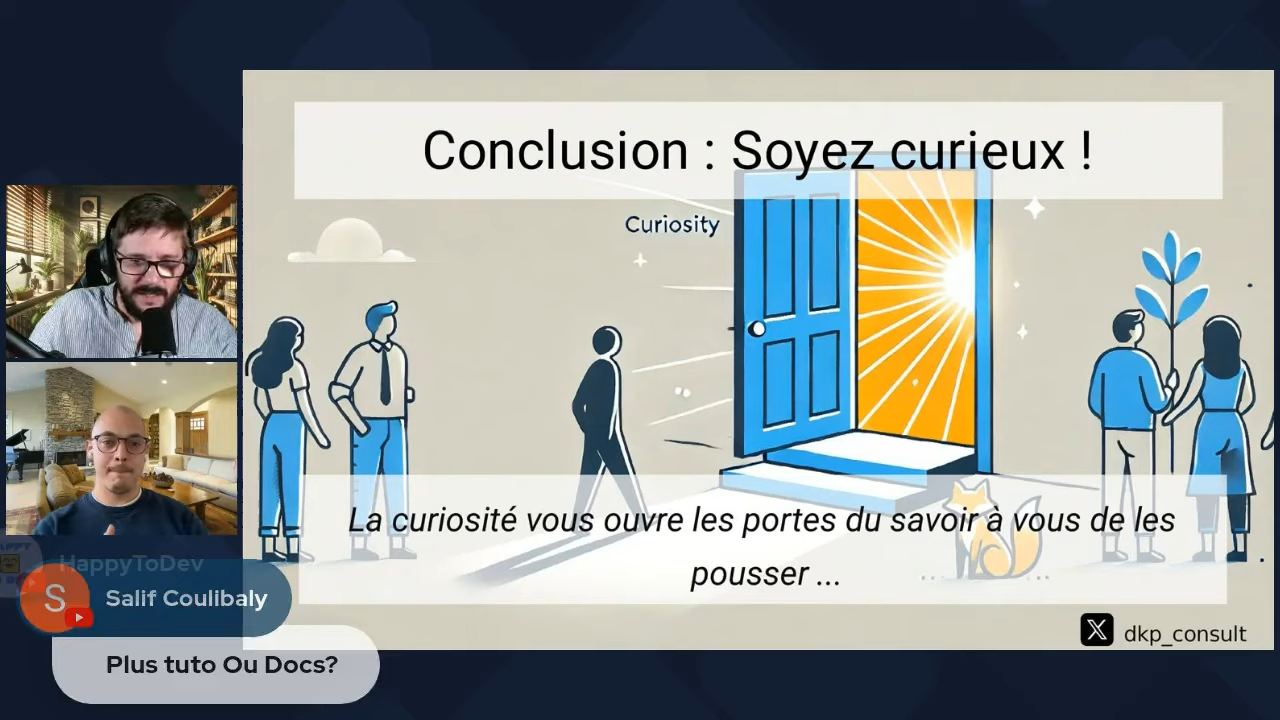 Conclusion : Soyez curieux !
Curiosity
La curiosité vous ouvre les portes du savoir à vous de les
pousser ...
dkp_consult
HappyToDev
S
Salif Coulibaly
Plus tuto Ou Docs?